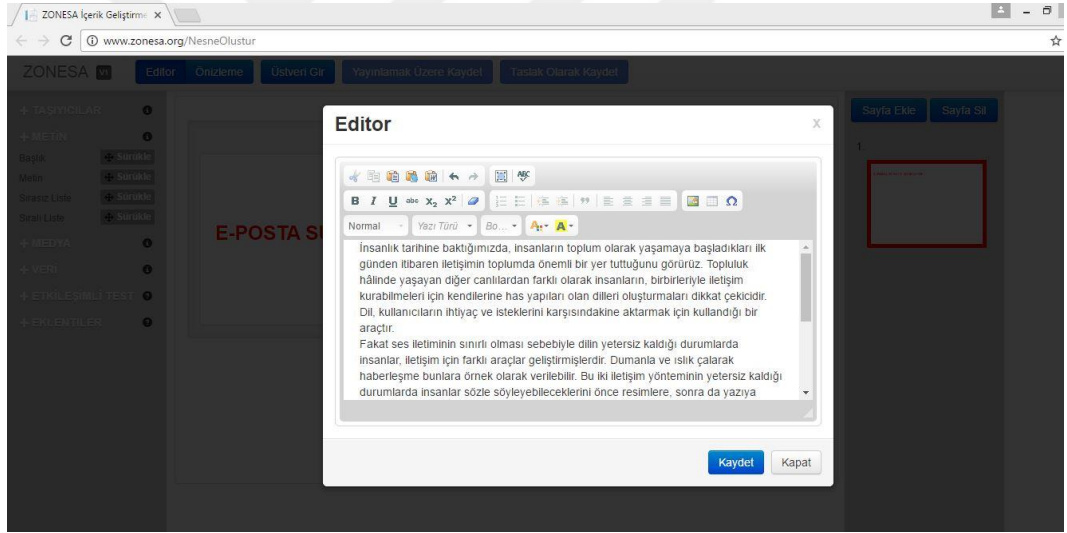 ZONESA İçerik Geliştirme
www.zonesa.org/NesneOlustur
ZONESA V1 Editor Önizleme Üstveri Gir Yayınlamak Üzere Kaydet Taslak Olarak Kaydet
TAŞIYICILAR
METİN
Başlık Sürükle
Metin Sürükle
Sırasız Liste Sürükle
Sıralı Liste Sürükle
MEDYA
VERİ
ETKİLEŞİMLİ TEST
EKLENTİLER
E-POSTA
Editor
x
ABC
B I U abc X₂ X² Ω
Normal Yazı Türü Bo... A A
İnsanlık tarihine baktığımızda, insanların toplum olarak yaşamaya başladıkları ilk
günden itibaren iletişimin toplumda önemli bir yer tuttuğunu görürüz. Topluluk
hâlinde yaşayan diğer canlılardan farklı olarak insanların, birbirleriyle iletişim
kurabilmeleri için kendilerine has yapıları olan dilleri oluşturmaları dikkat çekicidir.
Dil, kullanıcıların ihtiyaç ve isteklerini karşısındakine aktarmak için kullandığı bir
araçtır.
Fakat ses iletiminin sınırlı olması sebebiyle dilin yetersiz kaldığı durumlarda
insanlar, iletişim için farklı araçlar geliştirmişlerdir. Dumanla ve ıslık çalarak
haberleşme bunlara örnek olarak verilebilir. Bu iki iletişim yönteminin yetersiz kaldığı
durumlarda insanlar sözle söyleyebileceklerini önce resimlere, sonra da yazıya
Kaydet Kapat
Sayfa Ekle Sayfa Sil
1.